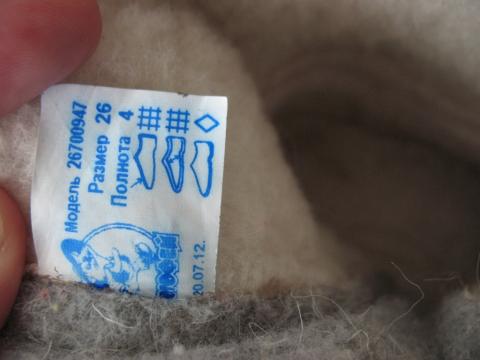 Модель 26700947
Размер 26
Полнота 4
20.07.12.